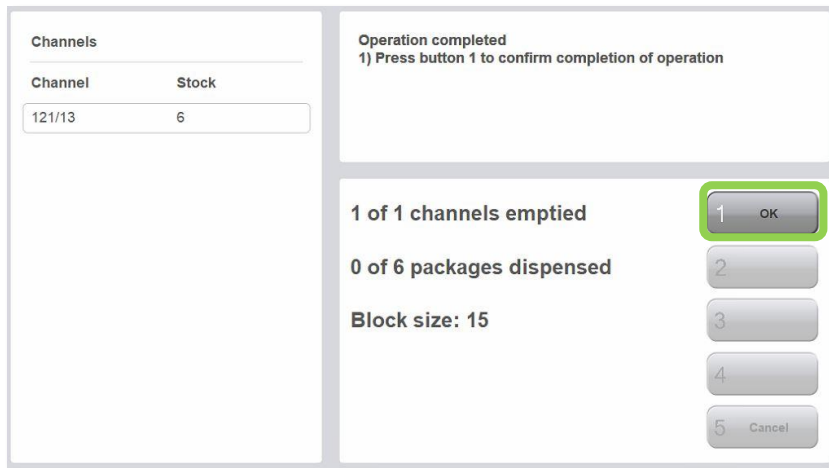 Channels
Channel Stock
121/13 6
Operation completed
1) Press button 1 to confirm completion of operation
1 of 1 channels emptied
0 of 6 packages dispensed
Block size: 15
1 OK
2
3
4
5 Cancel